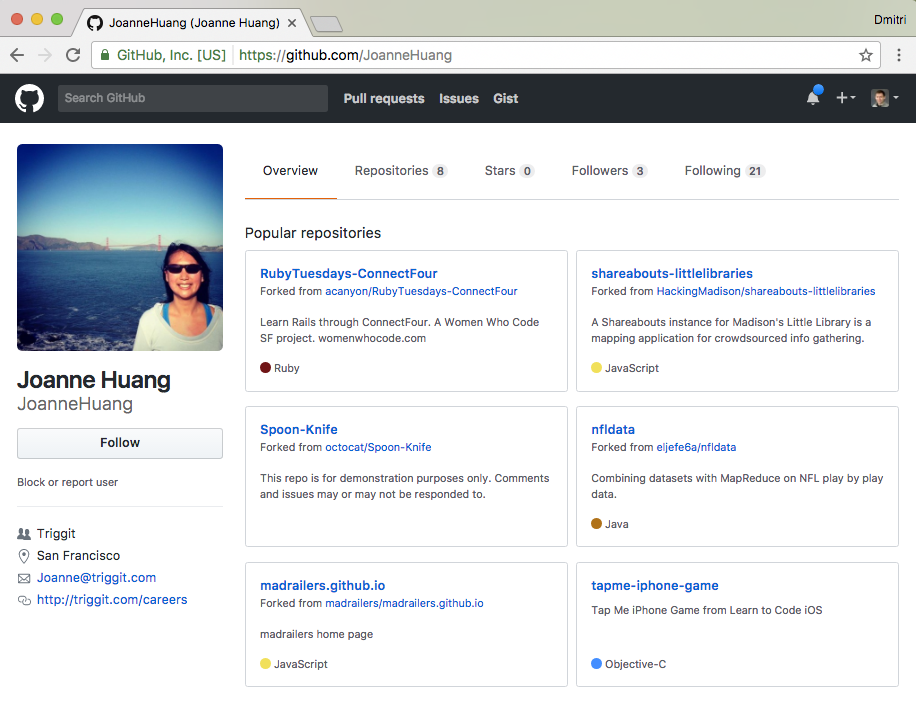 JoanneHuang (Joanne Huang)
Dmitri
GitHub, Inc. [US] https://github.com/JoanneHuang
Search GitHub
Pull requests Issues Gist
Overview Repositories 8 Stars 0 Followers 3 Following 21
Joanne Huang
JoanneHuang
Follow
Block or report user
Triggit
San Francisco
Joanne@triggit.com
http://triggit.com/careers
Popular repositories
RubyTuesdays-ConnectFour
Forked from acanyon/RubyTuesdays-ConnectFour
Learn Rails through ConnectFour. A Women Who Code
SF project. womenwhocode.com
Ruby
shareabouts-littlelibraries
Forked from HackingMadison/shareabouts-littlelibraries
A Shareabouts instance for Madison's Little Library is a
mapping application for crowdsourced info gathering.
JavaScript
Spoon-Knife
Forked from octocat/Spoon-Knife
This repo is for demonstration purposes only. Comments
and issues may or may not be responded to.
nfldata
Forked from eljefe6a/nfldata
Combining datasets with MapReduce on NFL play by play
data.
Java
madrailers.github.io
Forked from madrailers/madrailers.github.io
madrailers home page
JavaScript
tapme-iphone-game
Tap Me iPhone Game from Learn to Code iOS
Objective-C